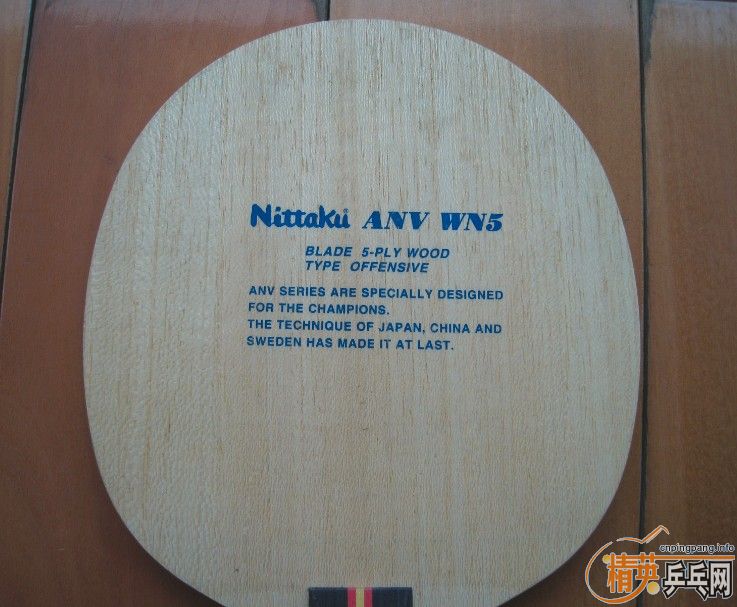 Nittaku® ANV WN5
BLADE 5-PLY WOOD
TYPE OFFENSIVE
ANV SERIES ARE SPECIALLY DESIGNED
FOR THE CHAMPIONS.
THE TECHNIQUE OF JAPAN, CHINA AND
SWEDEN HAS MADE IT AT LAST.
cnpingpang.info
精英乒乓网